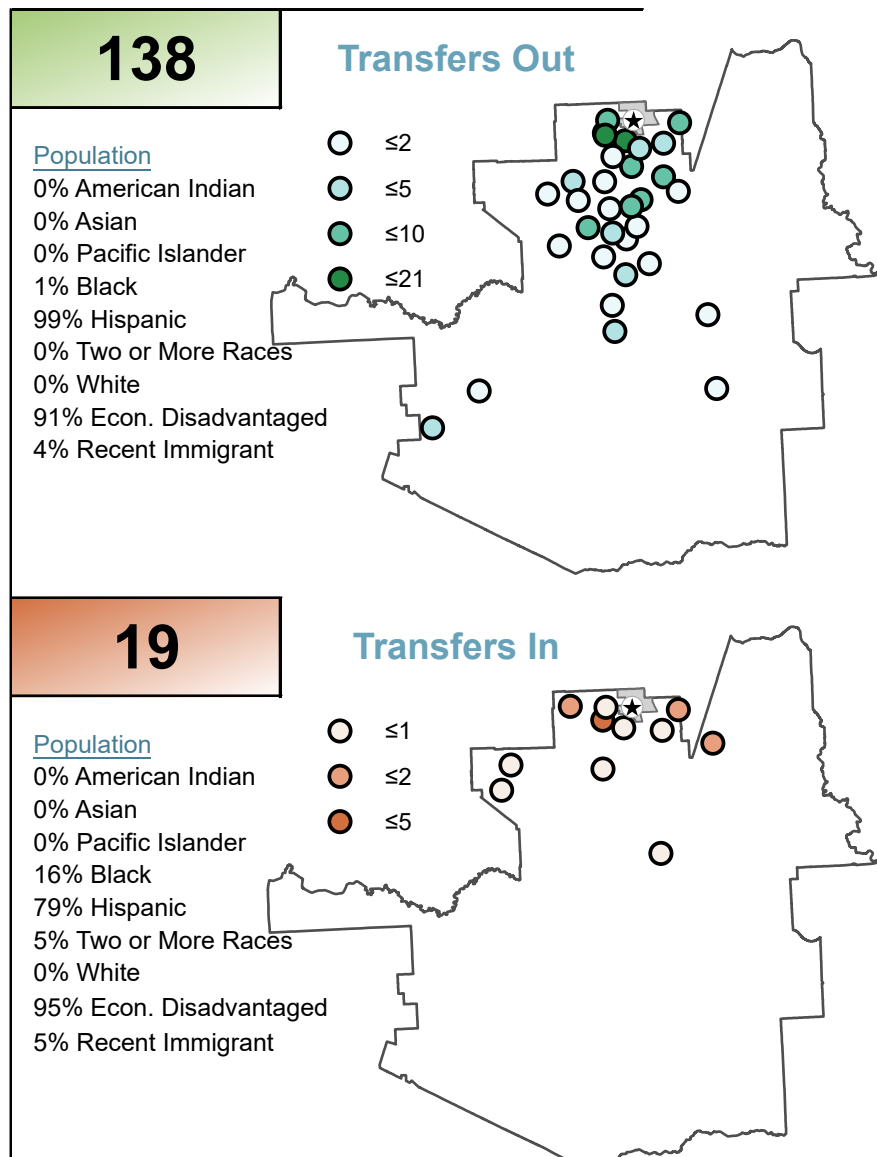 138
Transfers Out
Population
0% American Indian
0% Asian
0% Pacific Islander
1% Black
99% Hispanic
0% Two or More Races
0% White
91% Econ. Disadvantaged
4% Recent Immigrant
≤2
≤5
≤10
≤21
19
Transfers In
Population
0% American Indian
0% Asian
0% Pacific Islander
16% Black
79% Hispanic
5% Two or More Races
0% White
95% Econ. Disadvantaged
5% Recent Immigrant
≤1
≤2
≤5